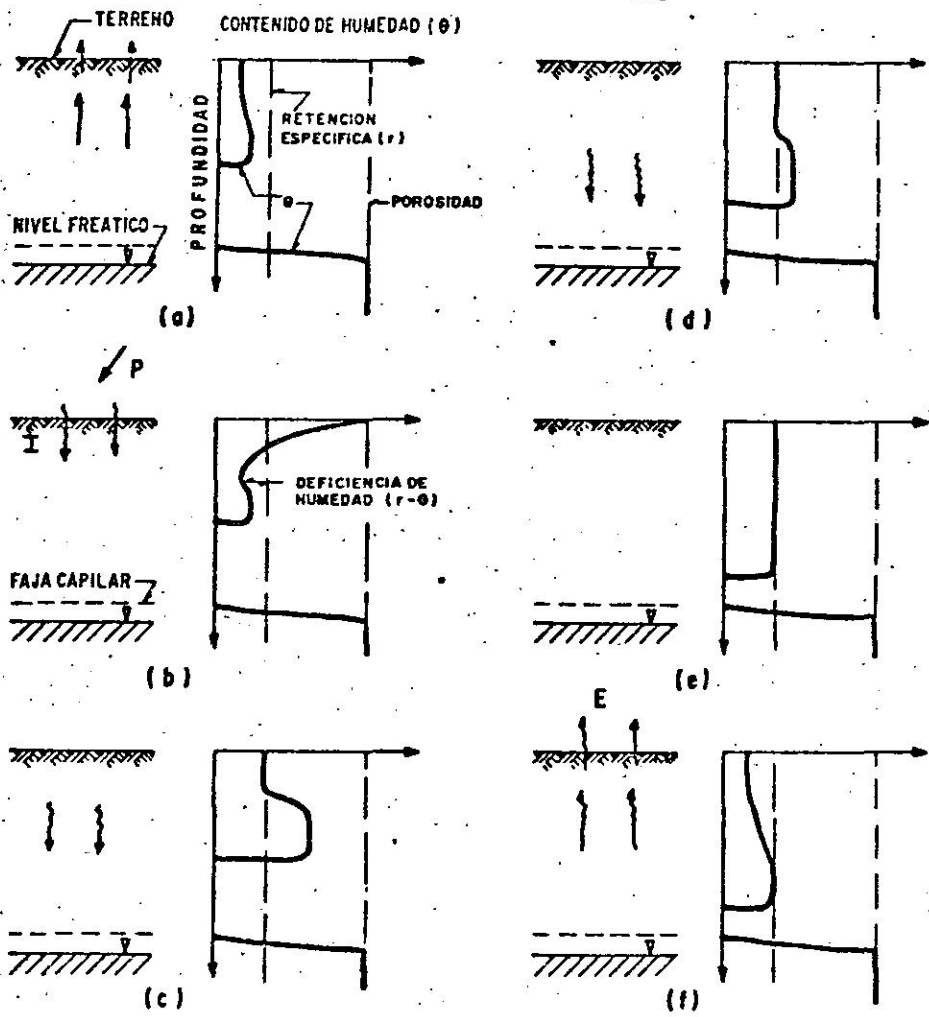 TERRENO
CONTENIDO DE HUMEDAD (θ)
PROFUNDIDAD
RETENCION
ESPECIFICA (r)
θ
POROSIDAD
NIVEL FREATICO
(a)
(d)
P
I
DEFICIENCIA DE
HUMEDAD (r-θ)
FAJA CAPILAR
(b)
(e)
E
(c)
(f)